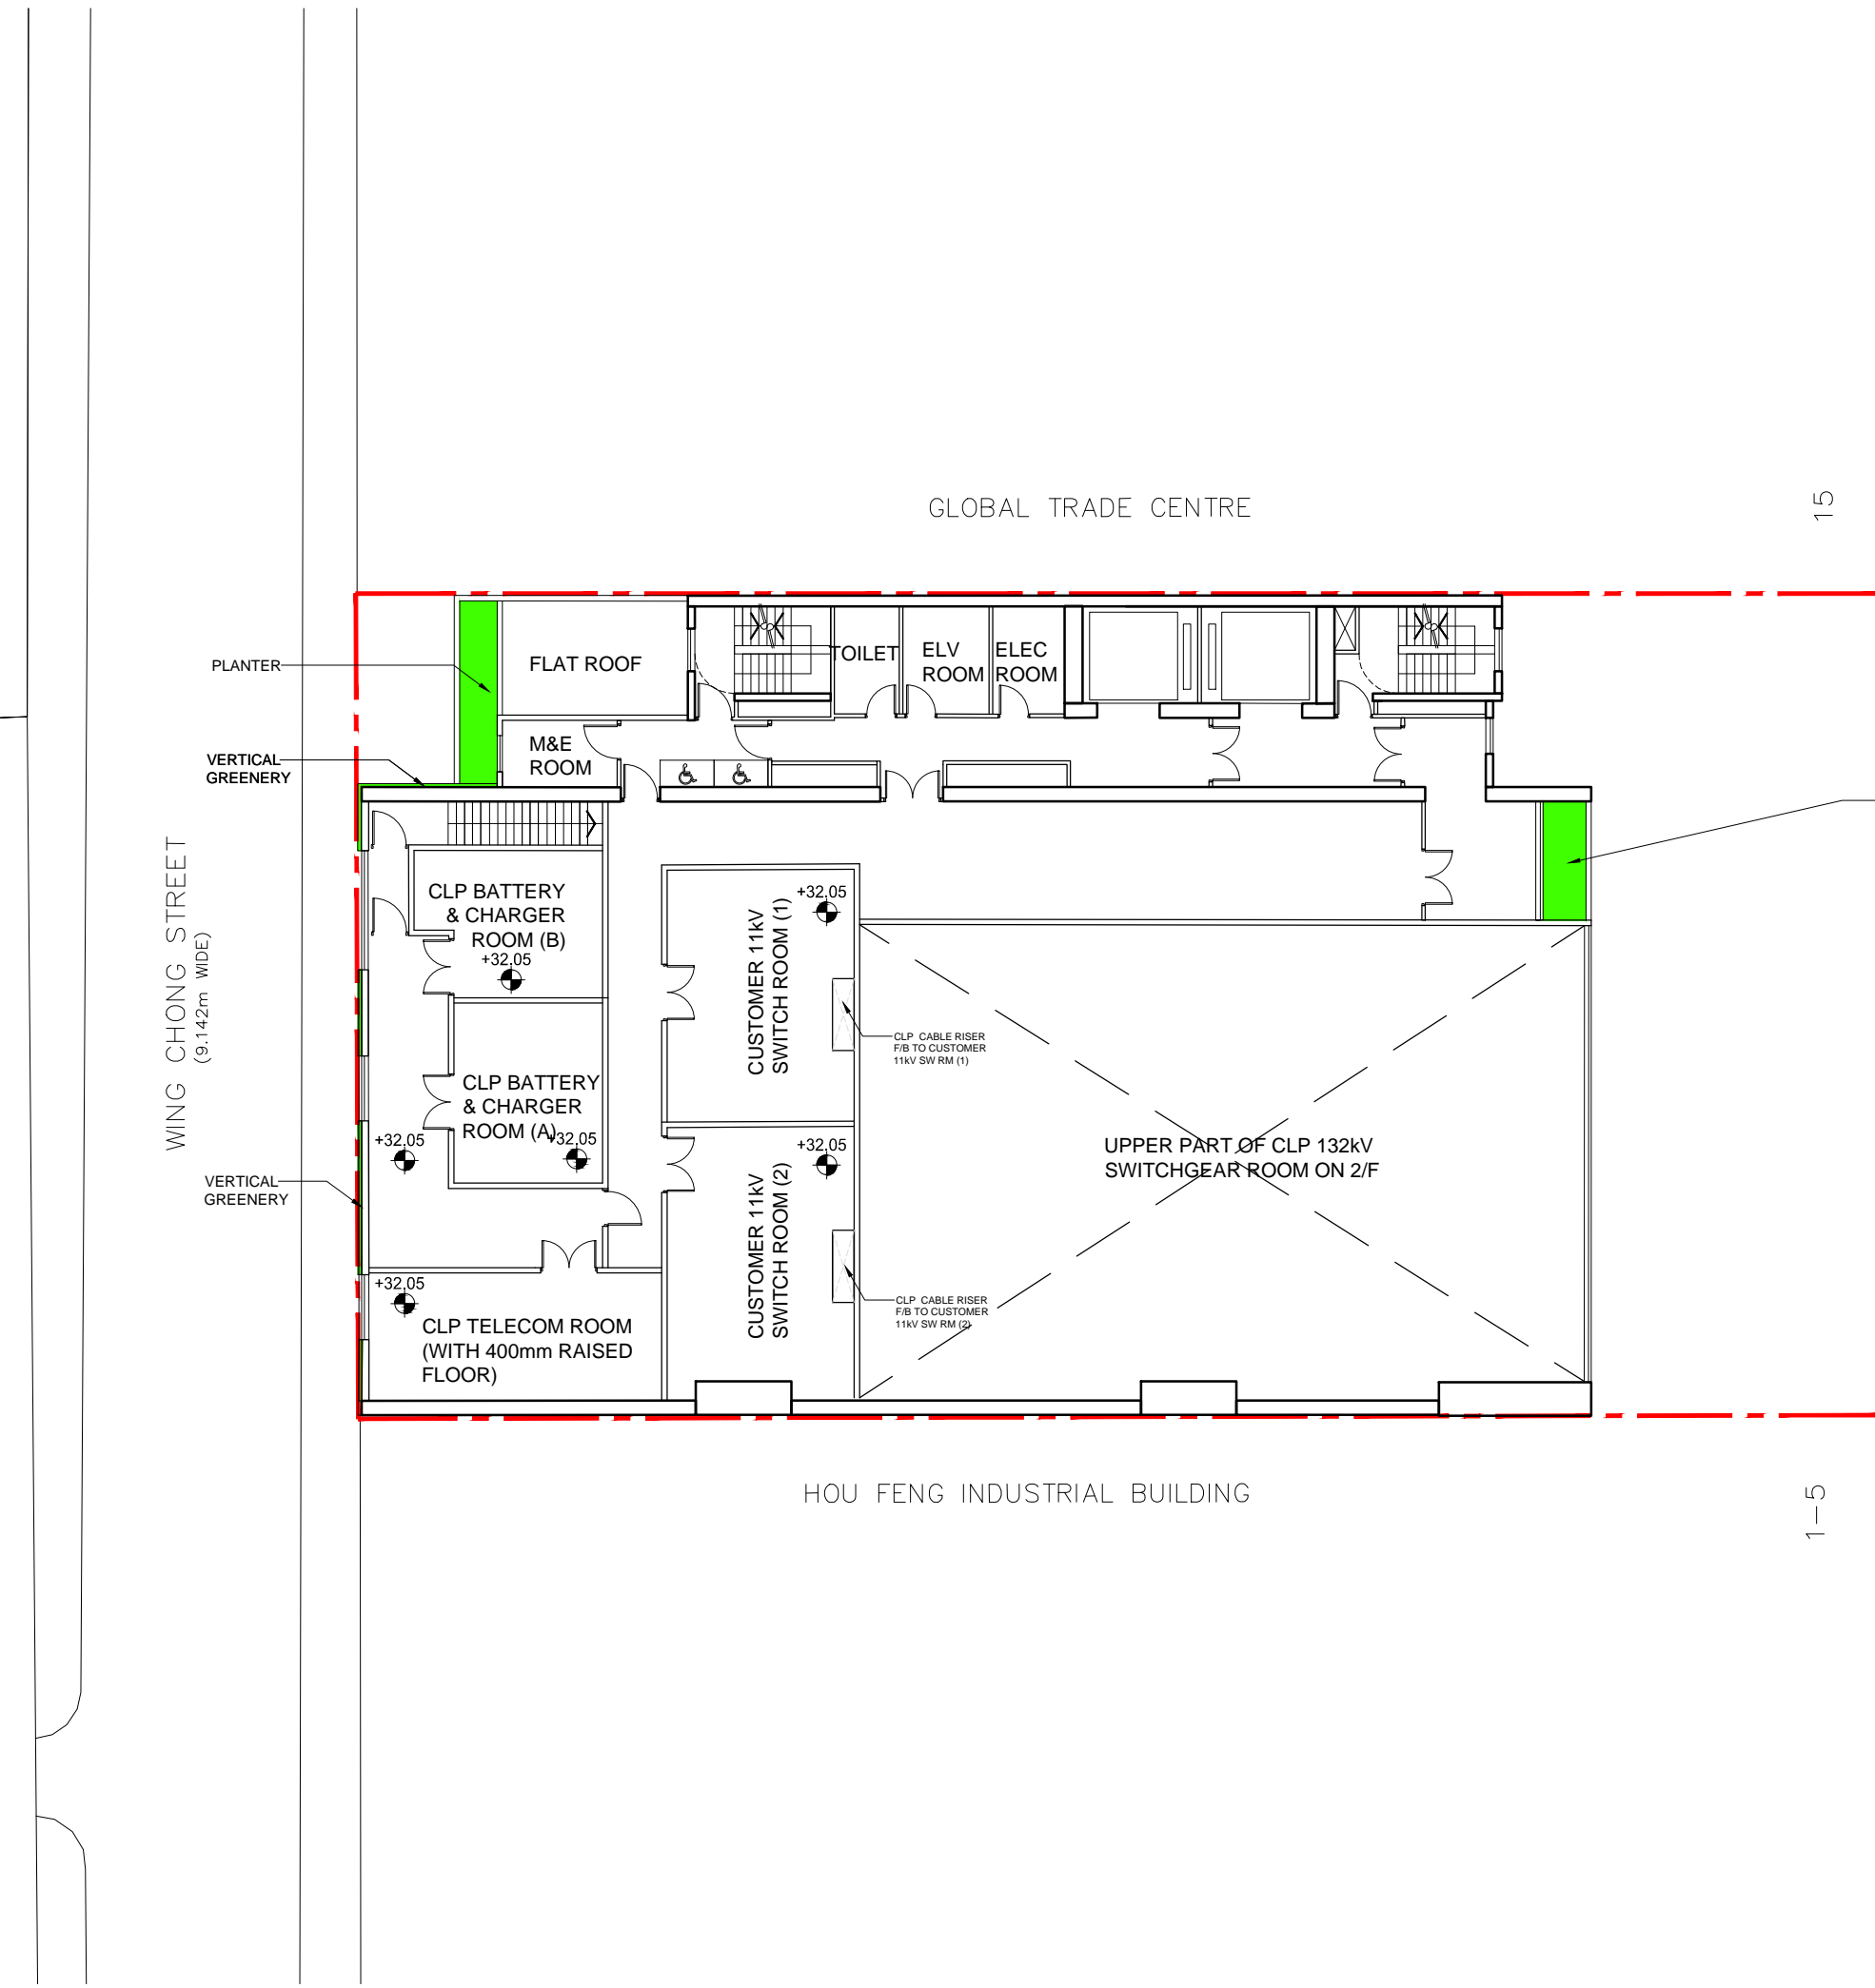 GLOBAL TRADE CENTRE
15
PLANTER
FLAT ROOF
TOILET
ELV
ROOM
ELEC
ROOM
VERTICAL
GREENERY
M&E
ROOM
WING CHONG STREET
(9.142m WIDE)
CLP BATTERY
& CHARGER
ROOM (B)
+32.05
CUSTOMER 11kV
SWITCH ROOM (1)
+32.05
CLP CABLE RISER
F/B TO CUSTOMER
11kV SW RM (1)
CLP BATTERY
& CHARGER
ROOM (A)
+32.05
+32.05
+32.05
UPPER PART OF CLP 132kV
SWITCHGEAR ROOM ON 2/F
VERTICAL
GREENERY
CUSTOMER 11kV
SWITCH ROOM (2)
CLP CABLE RISER
F/B TO CUSTOMER
11kV SW RM (2)
+32.05
CLP TELECOM ROOM
(WITH 400mm RAISED
FLOOR)
HOU FENG INDUSTRIAL BUILDING
1-5